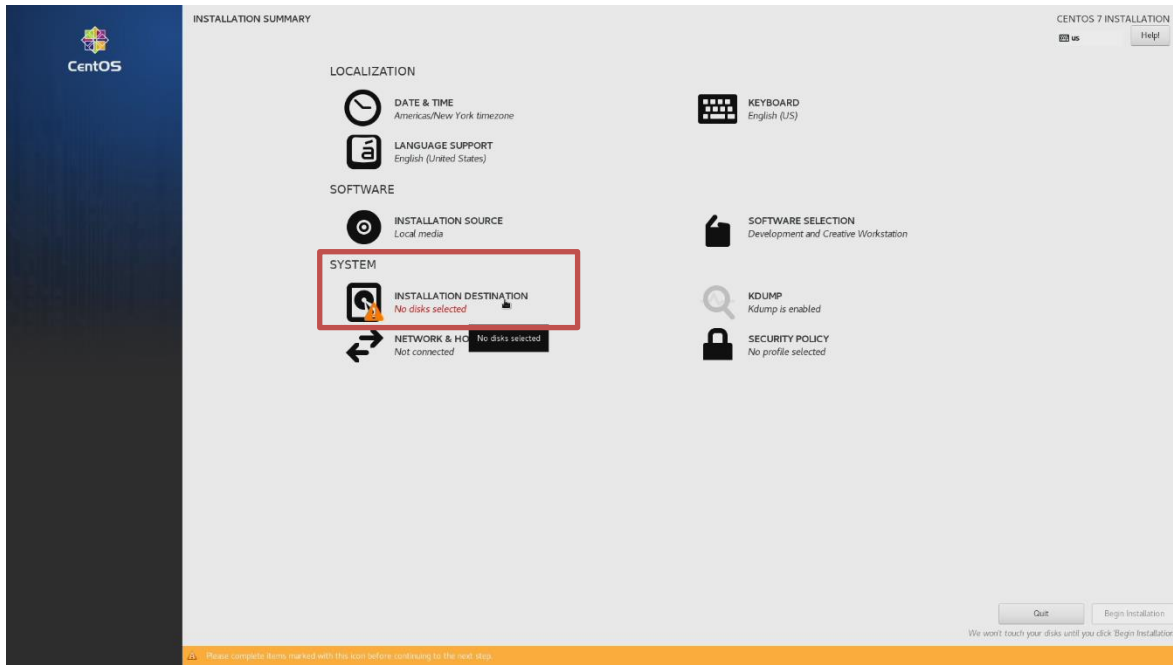 INSTALLATION SUMMARY
CENTOS 7 INSTALLATION
us
Help!
CentOS
LOCALIZATION
DATE & TIME
Americas/New York timezone
KEYBOARD
English (US)
LANGUAGE SUPPORT
English (United States)
SOFTWARE
INSTALLATION SOURCE
Local media
SOFTWARE SELECTION
Development and Creative Workstation
SYSTEM
INSTALLATION DESTINATION
No disks selected
KDUMP
Kdump is enabled
NETWORK & HO
Not connected
No disks selected
SECURITY POLICY
No profile selected
Quit
Begin Installation
We won't touch your disks until you click 'Begin Installation
Please complete items marked with this icon before continuing to the next step.